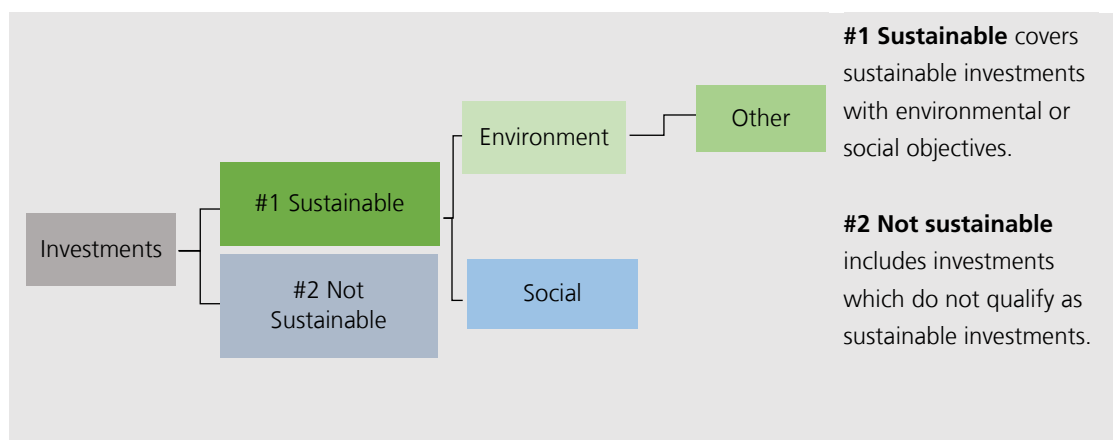 Investments
#1 Sustainable
#2 Not
Sustainable
Environment
Social
Other
#1 Sustainable covers
sustainable investments
with environmental or
social objectives.
#2 Not sustainable
includes investments
which do not qualify as
sustainable investments.